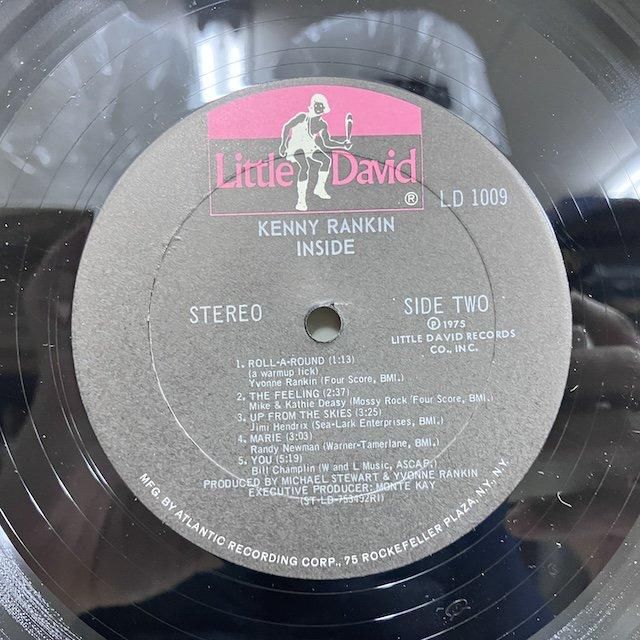 Little David ®
LD 1009
KENNY RANKIN
INSIDE
STEREO
SIDE TWO
℗ 1975
LITTLE DAVID RECORDS
CO., INC.
1. ROLL-A-ROUND (1:13)
(a warmup lick)
Yvonne Rankin (Four Score, BMI.)
2. THE FEELING (2:37)
Mike & Kathie Deasy (Mossy Rock/Four Score, BMI.)
3. UP FROM THE SKIES (3:25)
Jimi Hendrix (Sea-Lark Enterprises, BMI.)
4. MARIE (3:03)
Randy Newman (Warner-Tamerlane, BMI.)
5. YOU (5:19)
Bill Champlin (W and L Music, ASCAP.)
PRODUCED BY MICHAEL STEWART & YVONNE RANKIN
EXECUTIVE PRODUCER: MONTE KAY
(ST-LD-753492RI)
MFG. BY ATLANTIC RECORDING CORP., 75 ROCKEFELLER PLAZA, N.Y., N.Y.